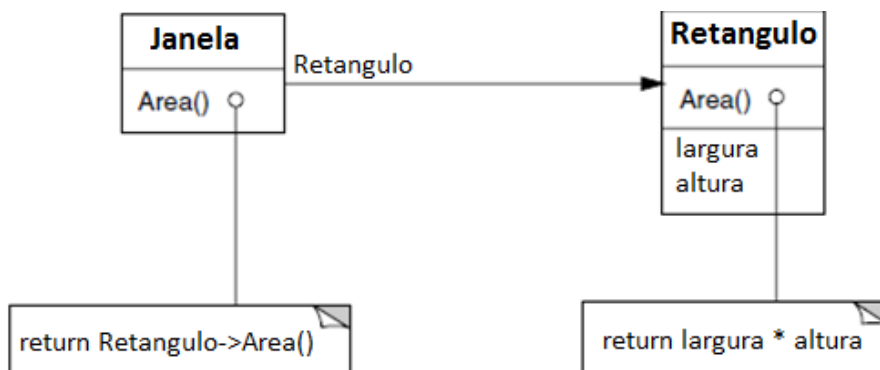 Janela
Area()
return Retangulo->Area()
Retangulo
Retangulo
Area()
largura
altura
return largura * altura